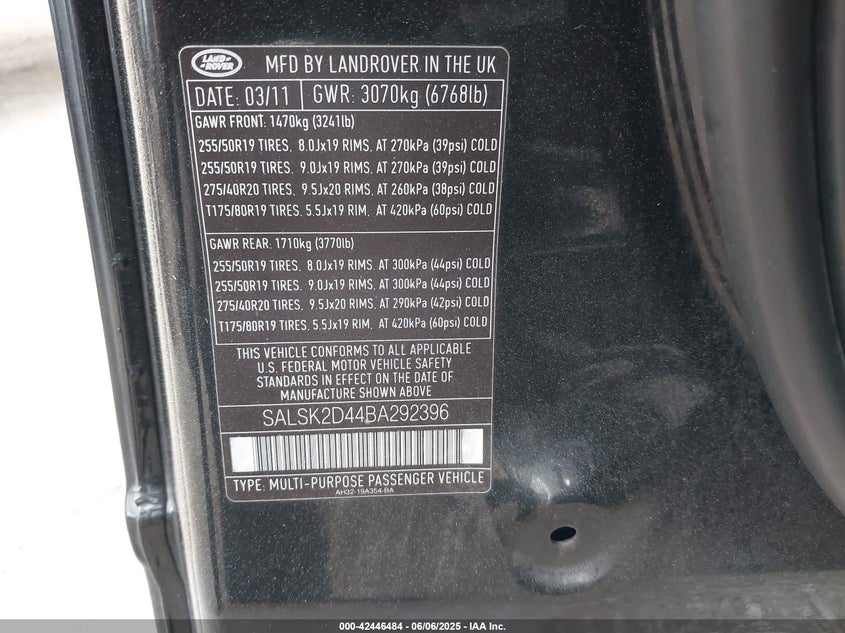 LAND-
ROVER
MFD BY LANDROVER IN THE UK
DATE: 03/11
GWR: 3070kg (6768lb)
GAWR FRONT: 1470kg (3241lb)
255/50R19 TIRES. 8.0Jx19 RIMS. AT 270kPa (39psi) COLD
255/50R19 TIRES. 9.0Jx19 RIMS. AT 270kPa (39psi) COLD
275/40R20 TIRES. 9.5Jx20 RIMS. AT 260kPa (38psi) COLD
T175/80R19 TIRES. 5.5Jx19 RIM. AT 420kPa (60psi) COLD
GAWR REAR: 1710kg (3770lb)
255/50R19 TIRES. 8.0Jx19 RIMS. AT 300kPa (44psi) COLD
255/50R19 TIRES. 9.0Jx19 RIMS. AT 300kPa (44psi) COLD
275/40R20 TIRES. 9.5Jx20 RIMS. AT 290kPa (42psi) COLD
T175/80R19 TIRES. 5.5Jx19 RIM. AT 420kPa (60psi) COLD
THIS VEHICLE CONFORMS TO ALL APPLICABLE
U.S. FEDERAL MOTOR VEHICLE SAFETY
STANDARDS IN EFFECT ON THE DATE OF
MANUFACTURE SHOWN ABOVE
SALSK2D44BA292396
TYPE: MULTI-PURPOSE PASSENGER VEHICLE
AH32-19A354-BA
000-42446484 - 06/06/2025 - IAA Inc.